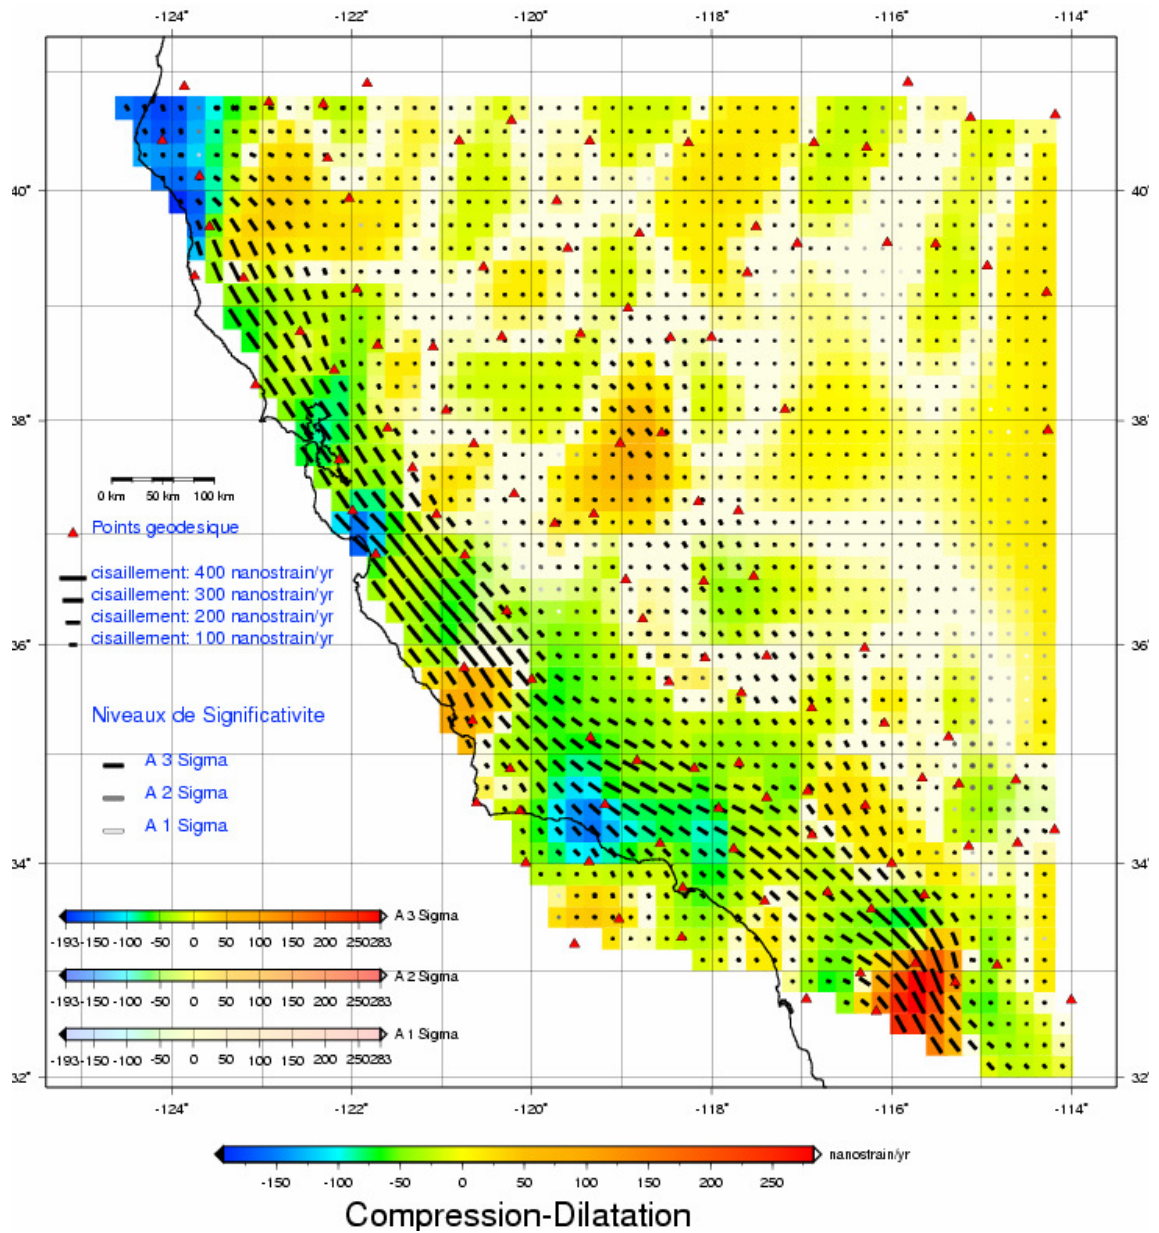 -124° -122° -120° -118° -116° -114°
40° 40°
38° 38°
0 km 50 km 100 km
Points geodesique
cisaillement: 400 nanostrain/yr
cisaillement: 300 nanostrain/yr
cisaillement: 200 nanostrain/yr
cisaillement: 100 nanostrain/yr
36° 36°
Niveaux de Significativite
A 3 Sigma
A 2 Sigma
A 1 Sigma
34° 34°
A 3 Sigma
-193 -150 -100 -50 0 50 100 150 200 250 283
A 2 Sigma
-193 -150 -100 -50 0 50 100 150 200 250 283
A 1 Sigma
-193 -150 -100 -50 0 50 100 150 200 250 283
32° 32°
-124° -122° -120° -118° -116° -114°
nanostrain/yr
-150 -100 -50 0 50 100 150 200 250
Compression-Dilatation